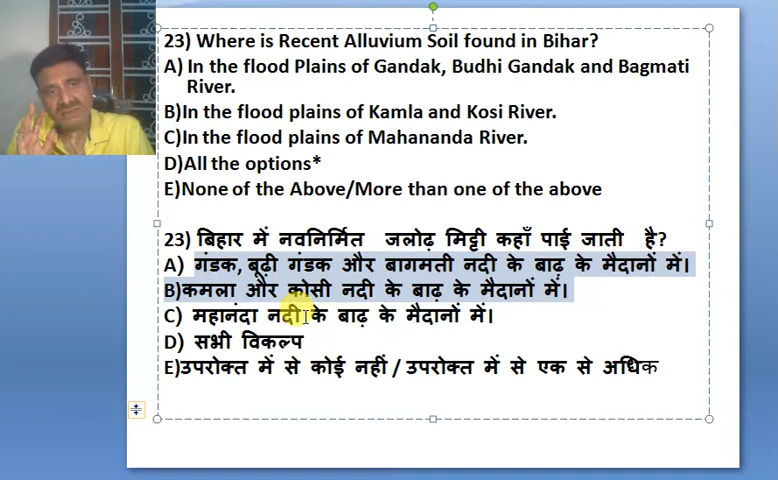 23) Where is Recent Alluvium Soil found in Bihar?
A) In the flood Plains of Gandak, Budhi Gandak and Bagmati
River.
B)In the flood plains of Kamla and Kosi River.
C)In the flood plains of Mahananda River.
D)All the options*
E)None of the Above/More than one of the above
23) बिहार में नवनिर्मित जलोढ़ मिट्टी कहाँ पाई जाती है?
A) गंडक, बूढ़ी गंडक और बागमती नदी के बाढ़ के मैदानों में।
B)कमला और कोसी नदी के बाढ़ के मैदानों में।
C) महानंदा नदी के बाढ़ के मैदानों में।
D) सभी विकल्प
E)उपरोक्त में से कोई नहीं / उपरोक्त में से एक से अधिक